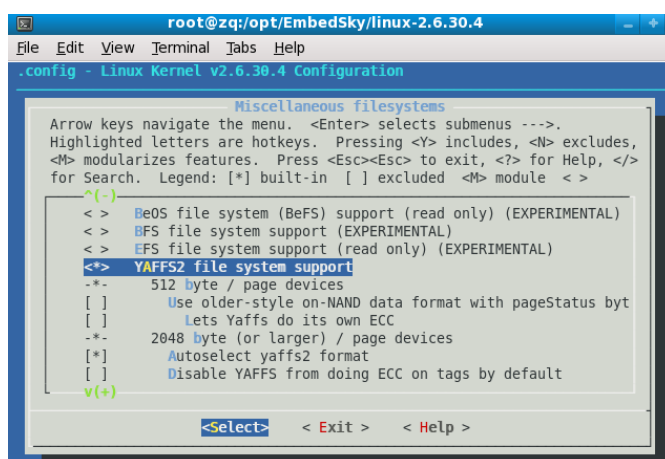 root@zq:/opt/EmbedSky/linux-2.6.30.4
File Edit View Terminal Tabs Help
.config - Linux Kernel v2.6.30.4 Configuration
Miscellaneous filesystems
Arrow keys navigate the menu. <Enter> selects submenus --->.
Highlighted letters are hotkeys. Pressing <Y> includes, <N> excludes,
<M> modularizes features. Press <Esc><Esc> to exit, <?> for Help, </>
for Search. Legend: [*] built-in [ ] excluded <M> module < >
^(-)
< > BeOS file system (BeFS) support (read only) (EXPERIMENTAL)
< > BFS file system support (EXPERIMENTAL)
< > EFS file system support (read only) (EXPERIMENTAL)
<*> YAFFS2 file system support
-*- 512 byte / page devices
[ ] Use older-style on-NAND data format with pageStatus byt
[ ] Lets Yaffs do its own ECC
-*- 2048 byte (or larger) / page devices
[*] Autoselect yaffs2 format
[ ] Disable YAFFS from doing ECC on tags by default
v(+)
<Select> < Exit > < Help >